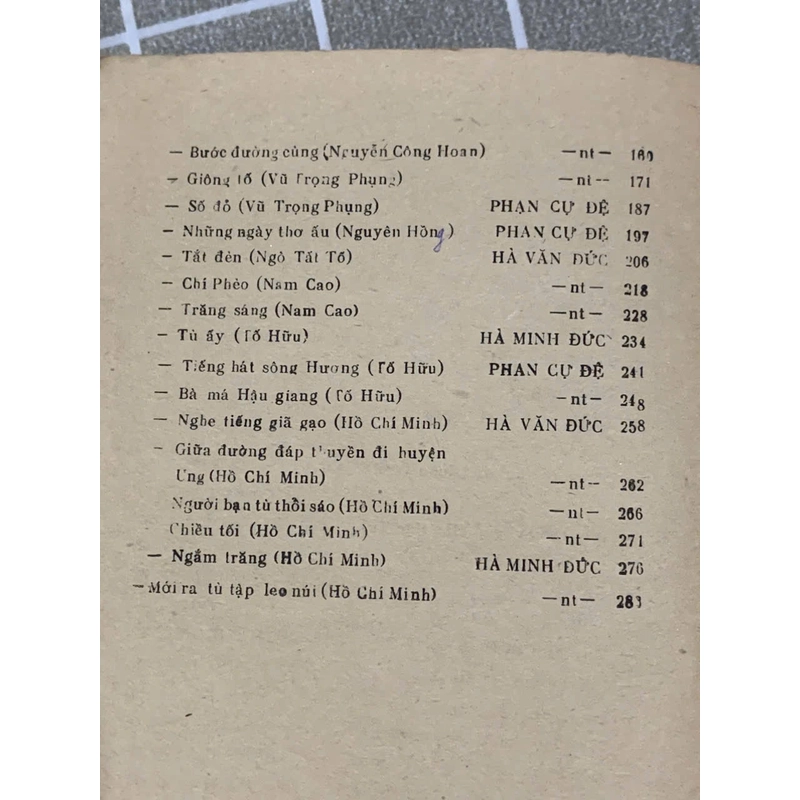 — Bước đường cùng (Nguyễn Công Hoan) —nt— 160
— Giông tố (Vũ Trọng Phụng) —nt— 171
— Số đỏ (Vũ Trọng Phụng) PHAN CỰ ĐỆ 187
— Những ngày thơ ấu (Nguyên Hồng) PHAN CỰ ĐỆ 197
— Tắt đèn (Ngô Tất Tố) HÀ VĂN ĐỨC 206
— Chí Phèo (Nam Cao) —nt— 218
— Trăng sáng (Nam Cao) —nt— 228
— Từ ấy (Tố Hữu) HÀ MINH ĐỨC 234
— Tiếng hát sông Hương (Tố Hữu) PHAN CỰ ĐỆ 241
— Bà má Hậu giang (Tố Hữu) —nt— 248
— Nghe tiếng giã gạo (Hồ Chí Minh) HÀ VĂN ĐỨC 258
— Giữa đường đáp thuyền đi huyện
Ung (Hồ Chí Minh) —nt— 262
Người bạn tù thổi sáo (Hồ Chí Minh) —nt— 266
Chiều tối (Hồ Chí Minh) —nt— 271
— Ngắm trăng (Hồ Chí Minh) HÀ MINH ĐỨC 276
— Mới ra tù tập leo núi (Hồ Chí Minh) —nt— 283